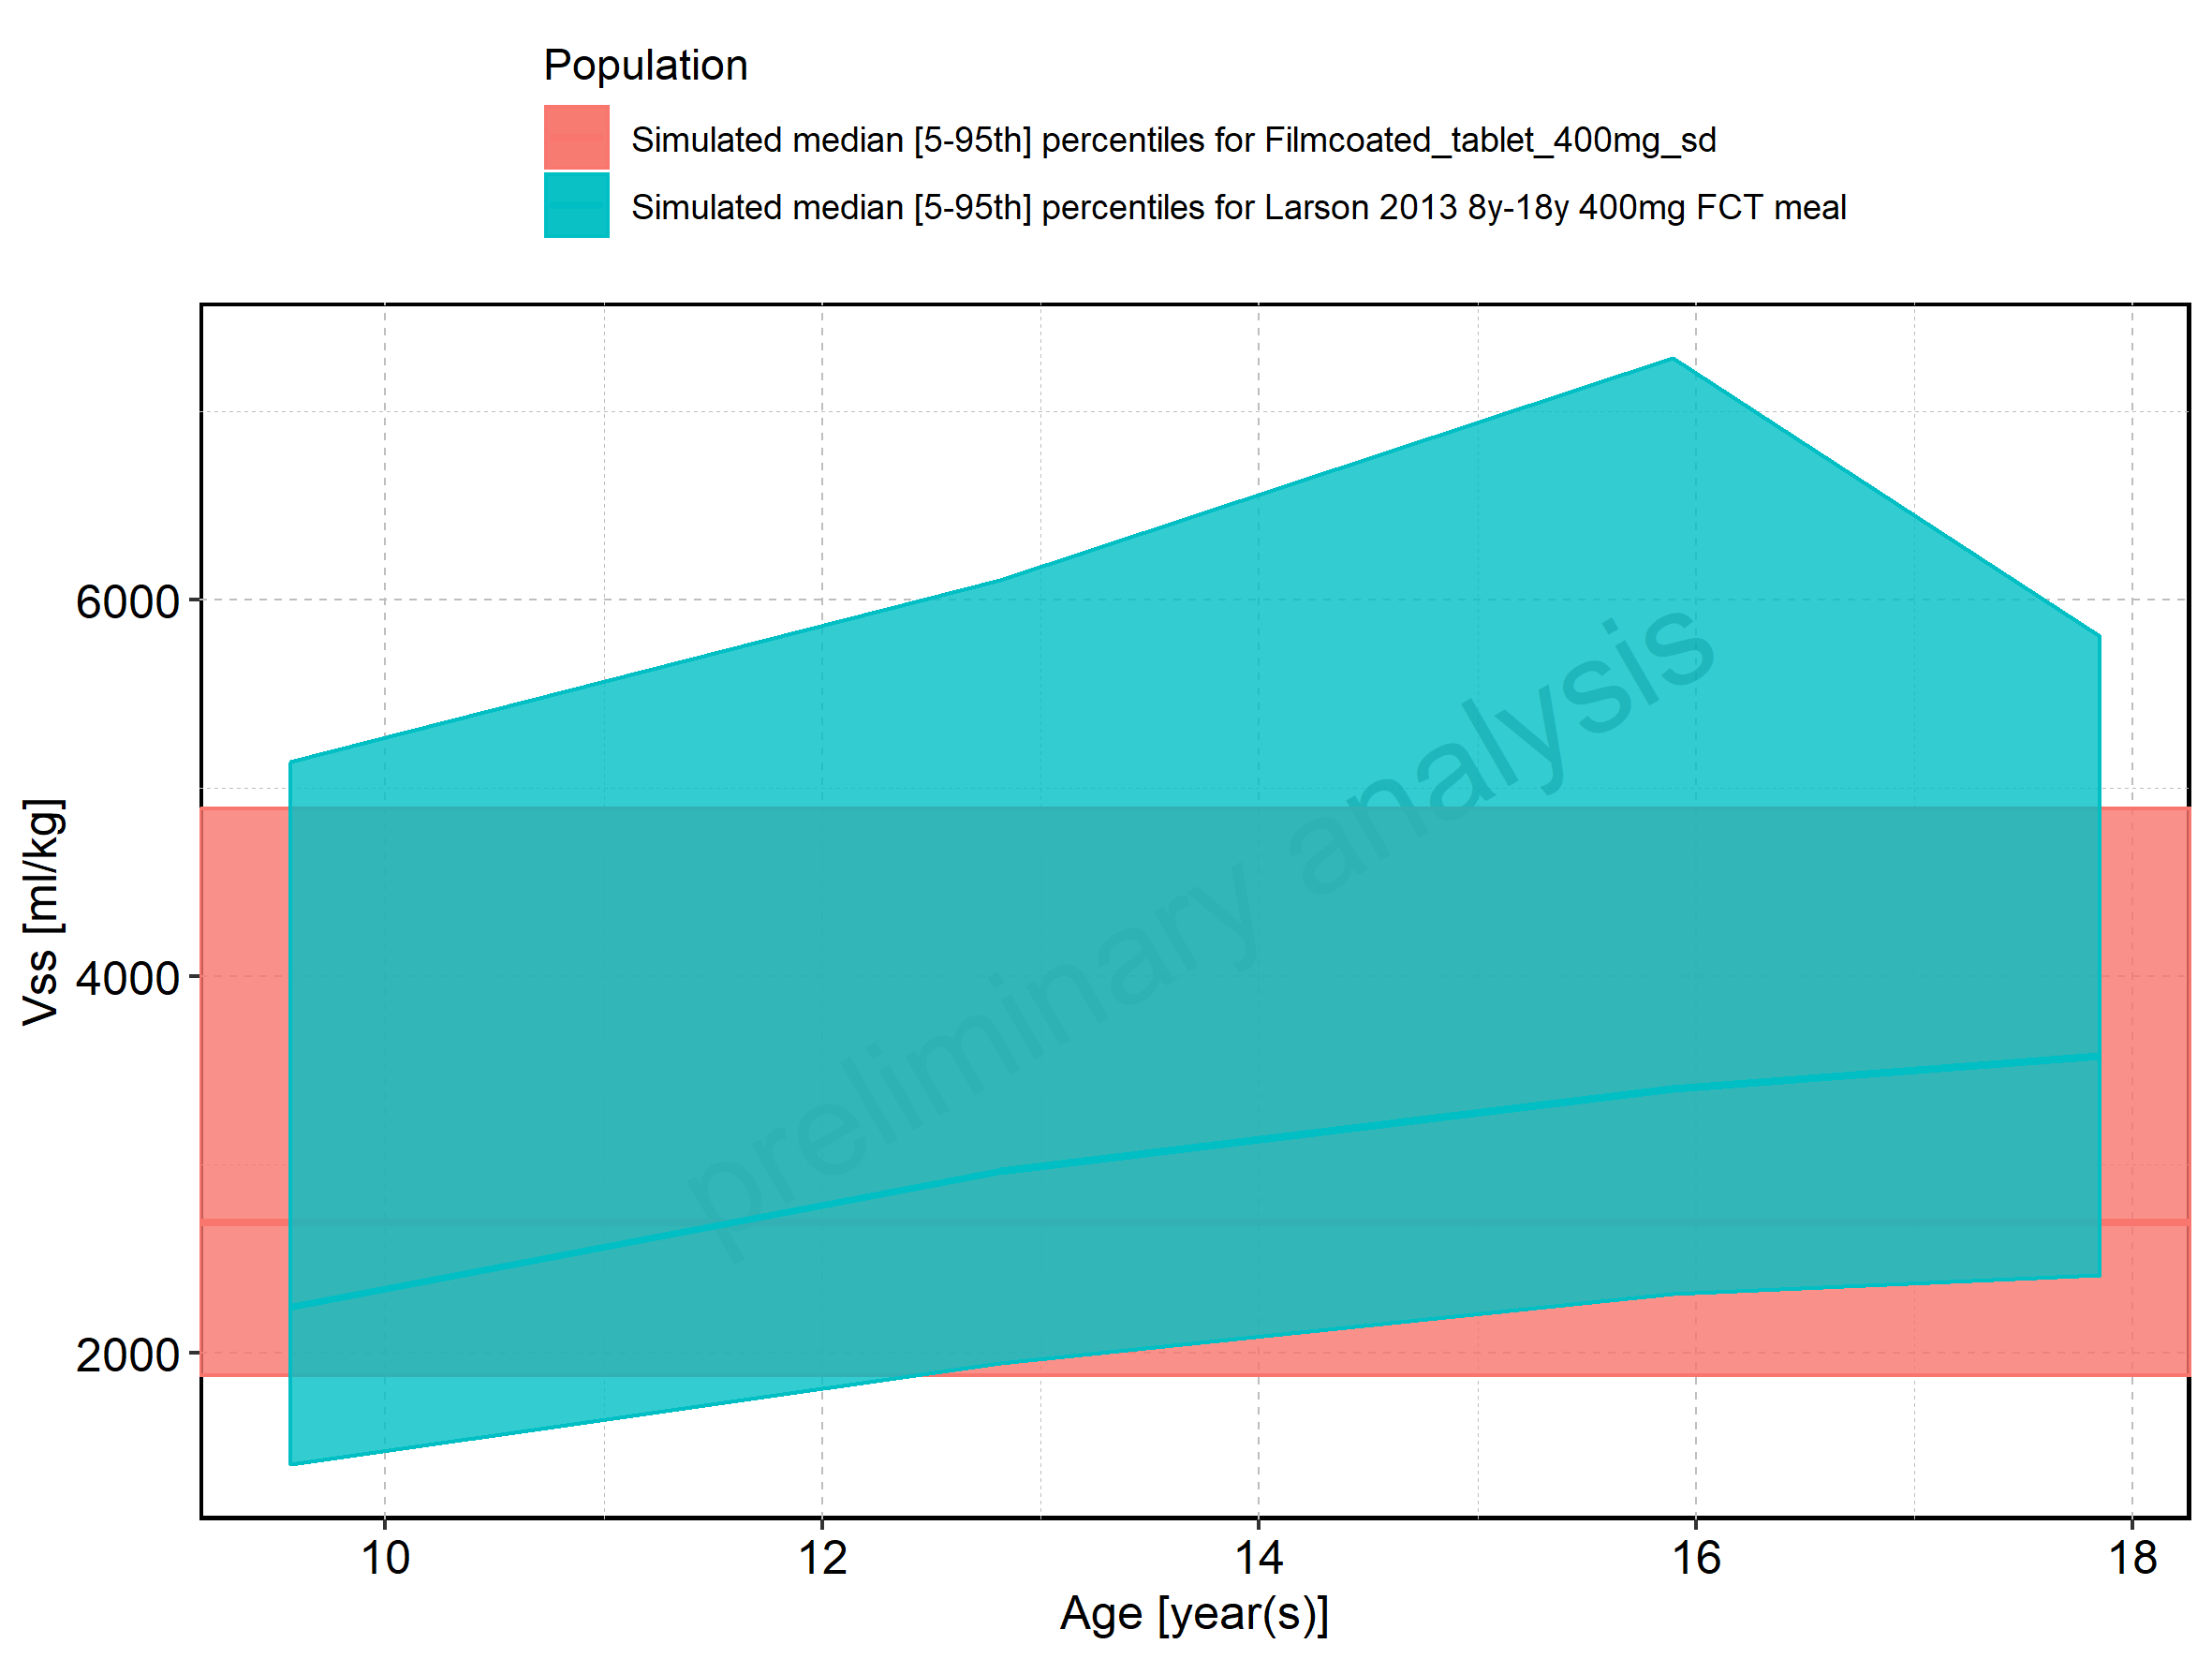 Population
Simulated median [5-95th] percentiles for Filmcoated_tablet_400mg_sd
Simulated median [5-95th] percentiles for Larson 2013 8y-18y 400mg FCT meal
preliminary analysis
Vss [ml/kg]
6000
4000
2000
10 12 14 16 18
Age [year(s)]